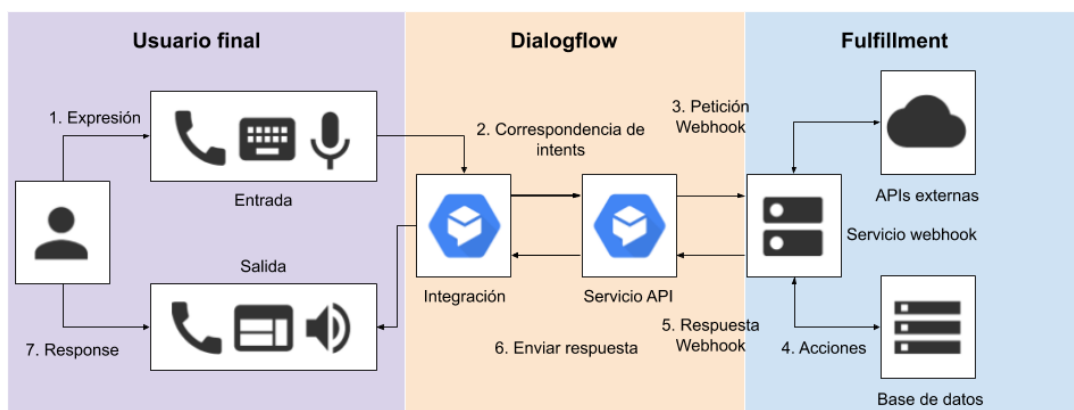 Usuario final
Dialogflow
Fulfillment
1. Expresión
Entrada
2. Correspondencia de
intents
3. Petición
Webhook
APIs externas
Servicio webhook
Salida
Integración
Servicio API
7. Response
6. Enviar respuesta
5. Respuesta
Webhook
4. Acciones
Base de datos